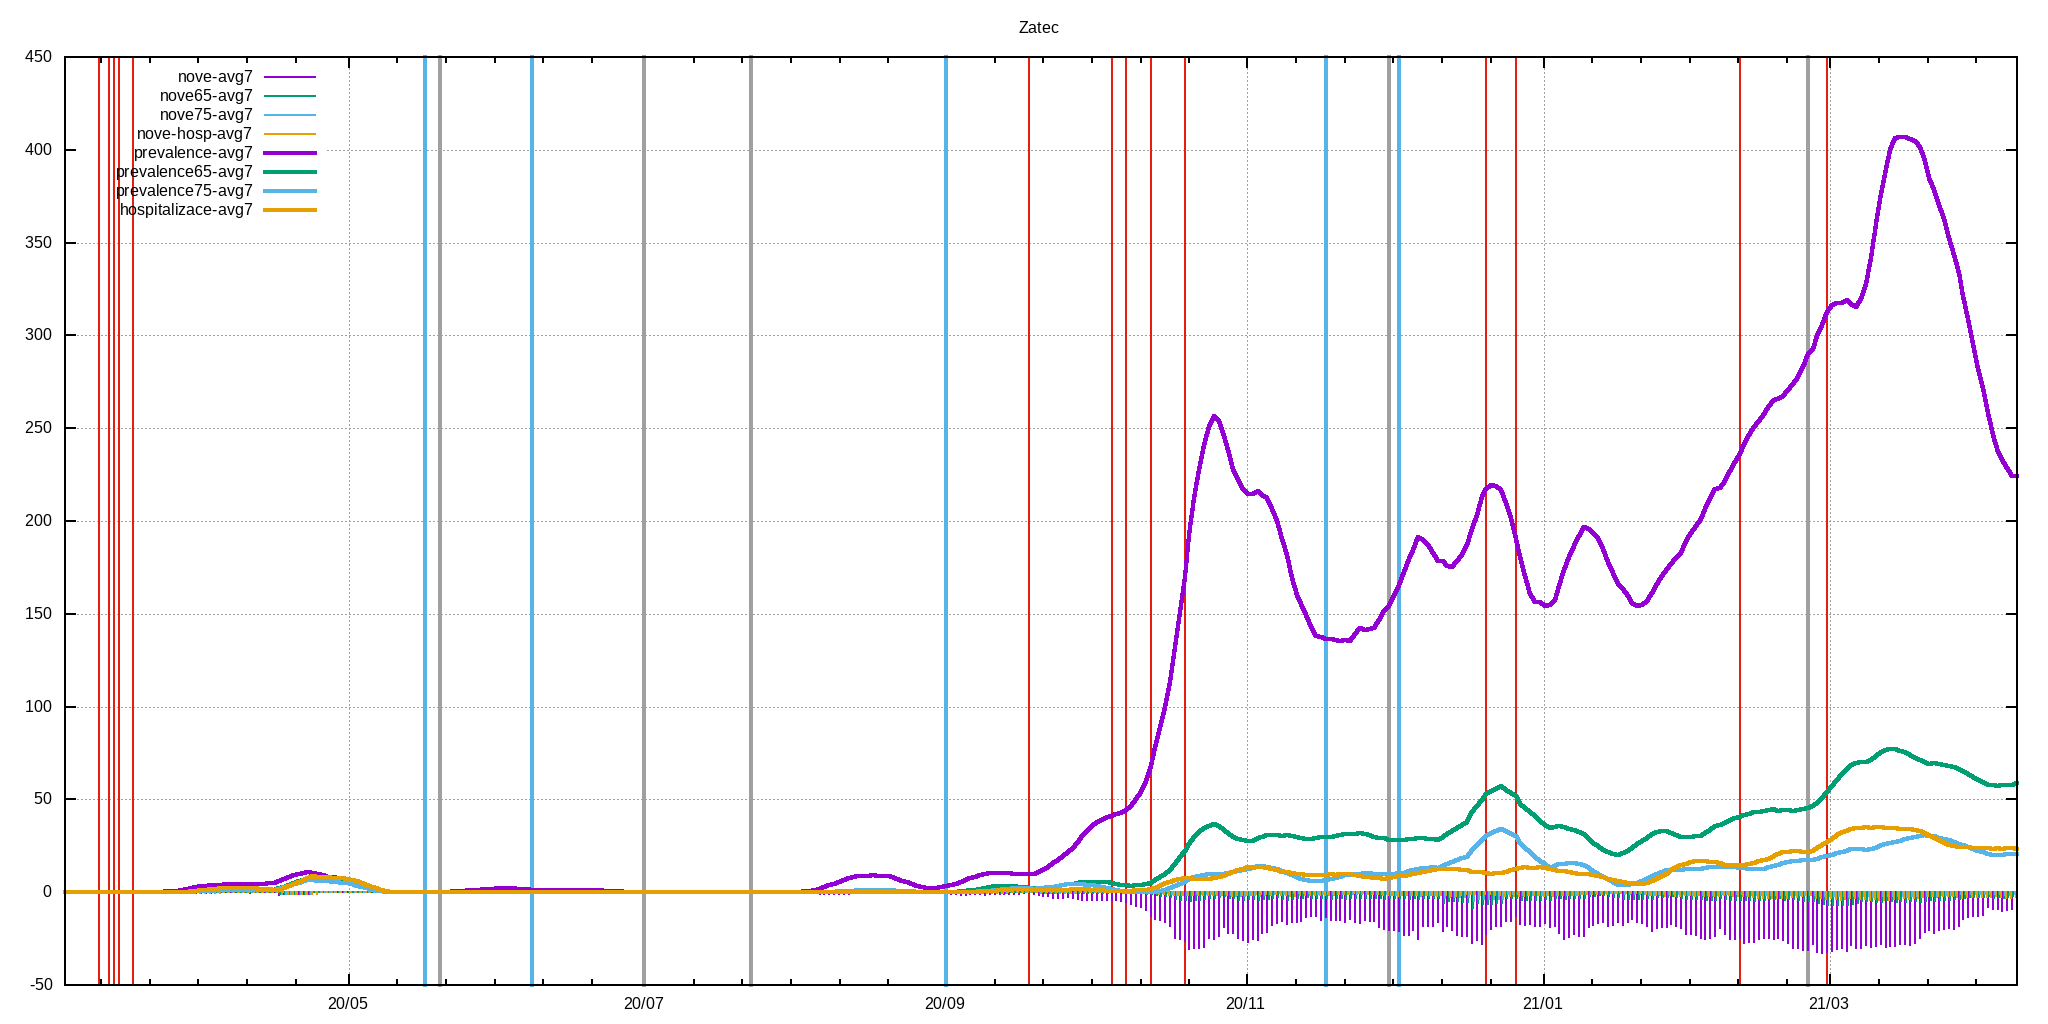 Zatec
450
400
350
300
250
200
150
100
50
0
-50
nove-avg7
nove65-avg7
nove75-avg7
nove-hosp-avg7
prevalence-avg7
prevalence65-avg7
prevalence75-avg7
hospitalizace-avg7
20/05
20/07
20/09
20/11
21/01
21/03